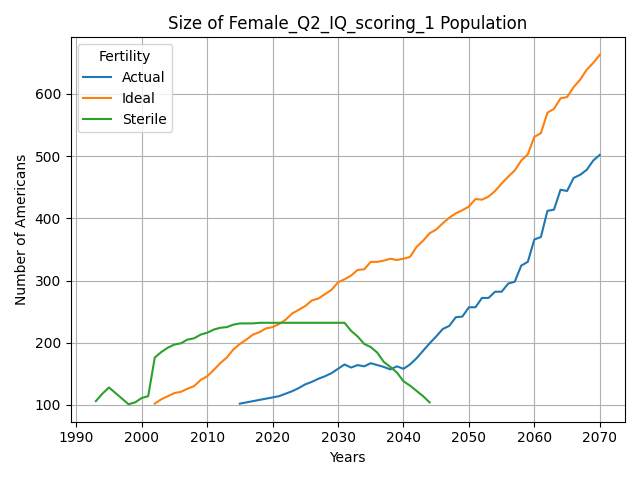 Size of Female_Q2_IQ_scoring_1 Population
Fertility
Actual
Ideal
Sterile
Number of Americans
600
500
400
300
200
100
1990 2000 2010 2020 2030 2040 2050 2060 2070
Years